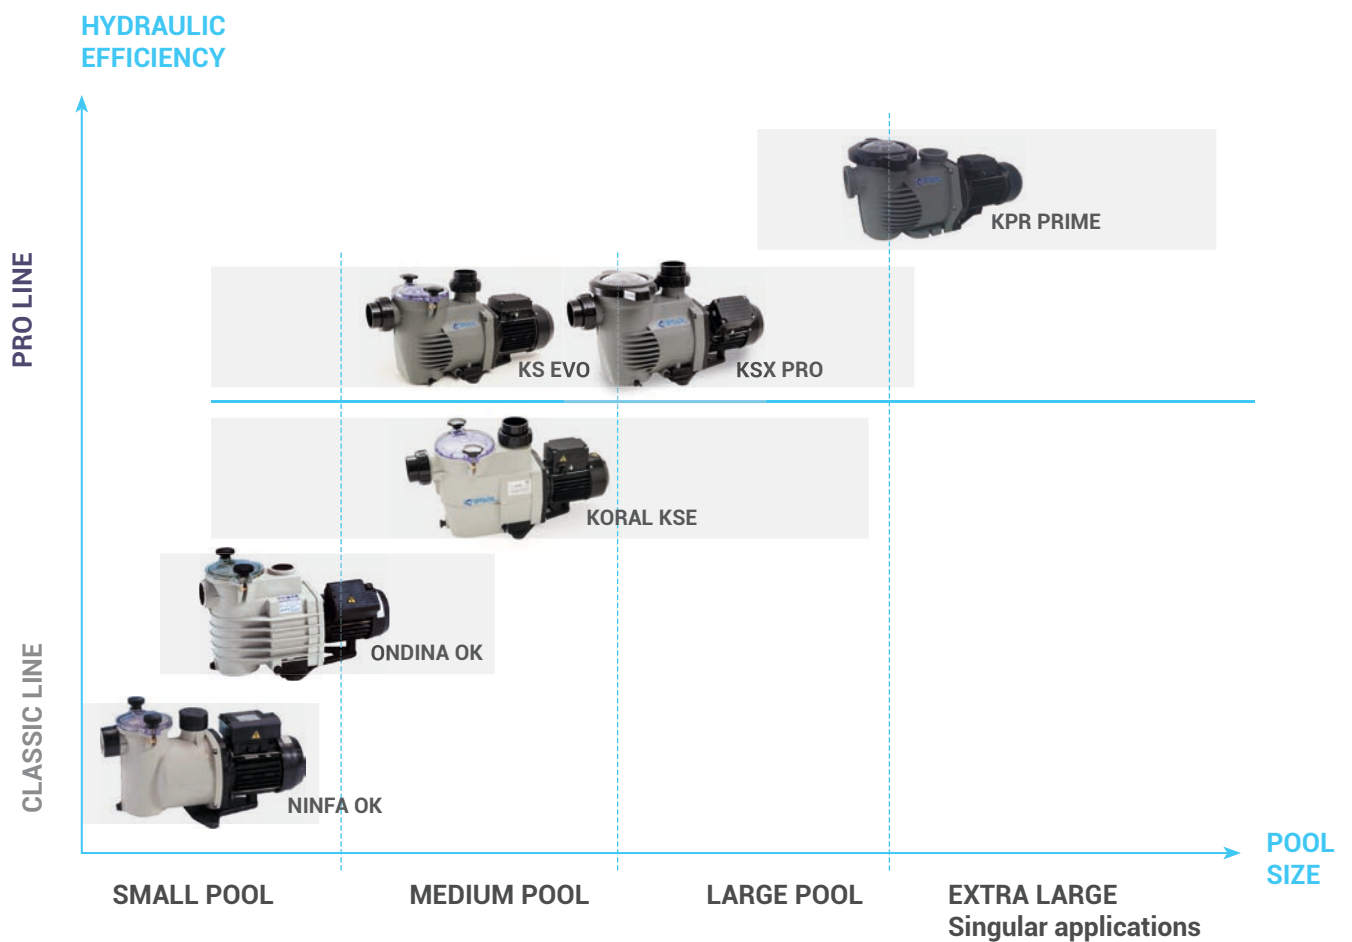 HYDRAULIC
EFFICIENCY
PRO LINE
KPR PRIME
KS EVO
KSX PRO
KORAL KSE
CLASSIC LINE
ONDINA OK
NINFA OK
POOL
SIZE
SMALL POOL
MEDIUM POOL
LARGE POOL
EXTRA LARGE
Singular applications